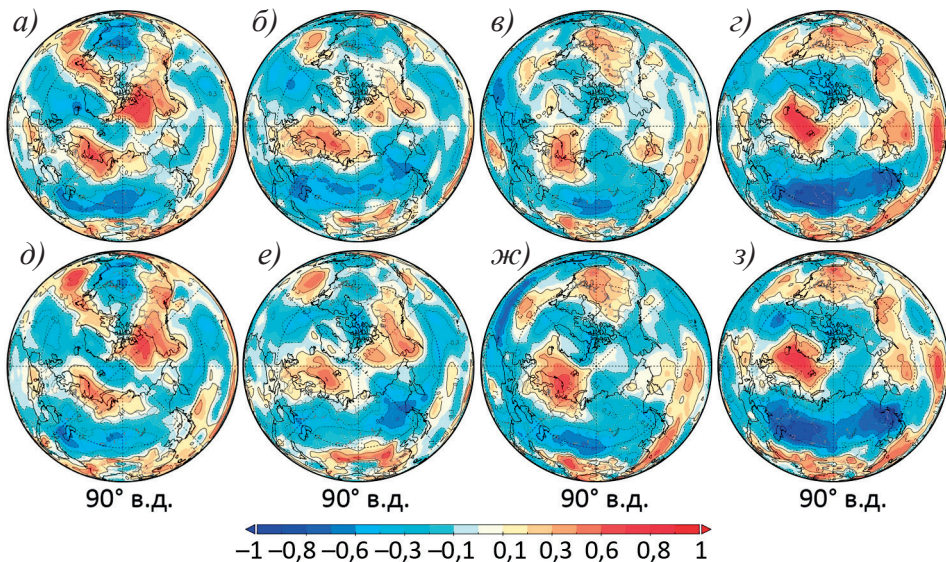 а) б) в) г)
д) е) ж) з)
90° в.д. 90° в.д. 90° в.д. 90° в.д.
−1 −0,8 −0,6 −0,3 −0,1 0,1 0,3 0,6 0,8 1